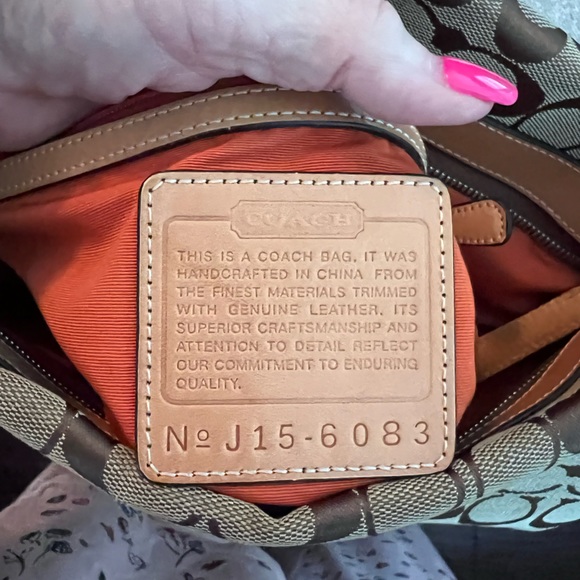 COACH
THIS IS A COACH BAG. IT WAS
HANDCRAFTED IN CHINA FROM
THE FINEST MATERIALS TRIMMED
WITH GENUINE LEATHER. ITS
SUPERIOR CRAFTSMANSHIP AND
ATTENTION TO DETAIL REFLECT
OUR COMMITMENT TO ENDURING
QUALITY.
Nº J15-6083